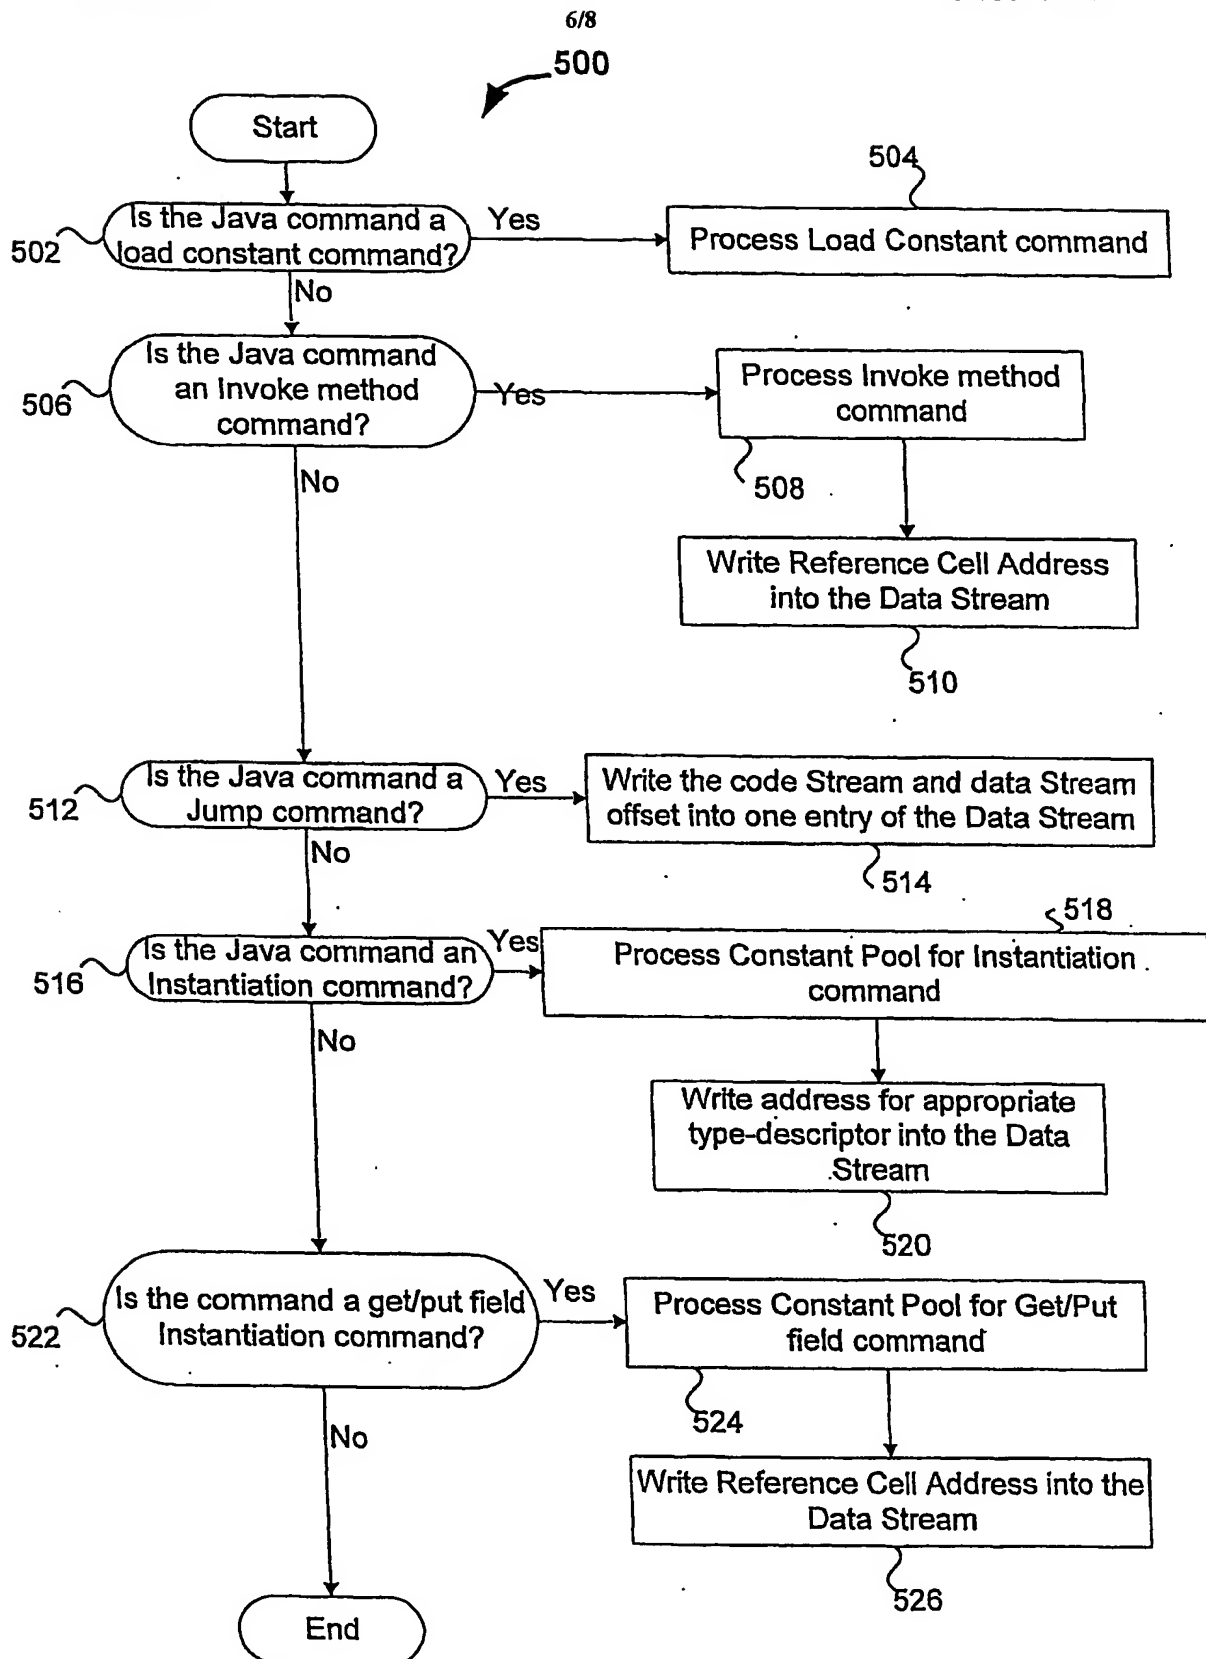 6/8
500
Start
504
Is the Java command a
load constant command?
Yes
Process Load Constant command
502
No
Is the Java command
an Invoke method
command?
Yes
Process Invoke method
command
506
508
No
Write Reference Cell Address
into the Data Stream
510
Is the Java command a
Jump command?
Yes
Write the code Stream and data Stream
offset into one entry of the Data Stream
512
No
514
518
Is the Java command an
Instantiation command?
Yes
Process Constant Pool for Instantiation
command
516
No
Write address for appropriate
type-descriptor into the Data
Stream
520
Is the command a get/put field
Instantiation command?
Yes
Process Constant Pool for Get/Put
field command
522
524
No
Write Reference Cell Address into the
Data Stream
526
End